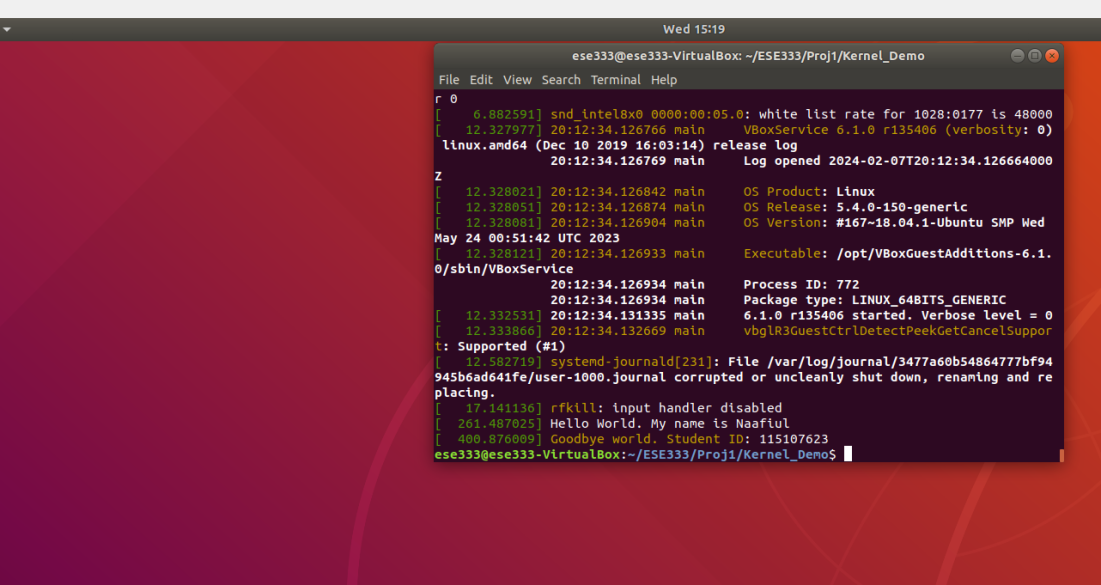 Wed 15:19
ese333@ese333-VirtualBox: ~/ESE333/Proj1/Kernel_Demo
File Edit View Search Terminal Help
r 0
[    6.882591] snd_intel8x0 0000:00:05.0: white list rate for 1028:0177 is 48000
[   12.327977] 20:12:34.126766 main     VBoxService 6.1.0 r135406 (verbosity: 0)
 linux.amd64 (Dec 10 2019 16:03:14) release log
               20:12:34.126769 main     Log opened 2024-02-07T20:12:34.126664000
Z
[   12.328021] 20:12:34.126842 main     OS Product: Linux
[   12.328051] 20:12:34.126874 main     OS Release: 5.4.0-150-generic
[   12.328081] 20:12:34.126904 main     OS Version: #167~18.04.1-Ubuntu SMP Wed
May 24 00:51:42 UTC 2023
[   12.328121] 20:12:34.126933 main     Executable: /opt/VBoxGuestAdditions-6.1.
0/sbin/VBoxService
               20:12:34.126934 main     Process ID: 772
               20:12:34.126934 main     Package type: LINUX_64BITS_GENERIC
[   12.332531] 20:12:34.131335 main     6.1.0 r135406 started. Verbose level = 0
[   12.333866] 20:12:34.132669 main     vbglR3GuestCtrlDetectPeekGetCancelSuppor
t: Supported (#1)
[   12.582719] systemd-journald[231]: File /var/log/journal/3477a60b54864777bf94
945b6ad641fe/user-1000.journal corrupted or uncleanly shut down, renaming and re
placing.
[   17.141136] rfkill: input handler disabled
[  261.487025] Hello World. My name is Naafiul
[  400.876009] Goodbye world. Student ID: 115107623
ese333@ese333-VirtualBox:~/ESE333/Proj1/Kernel_Demo$